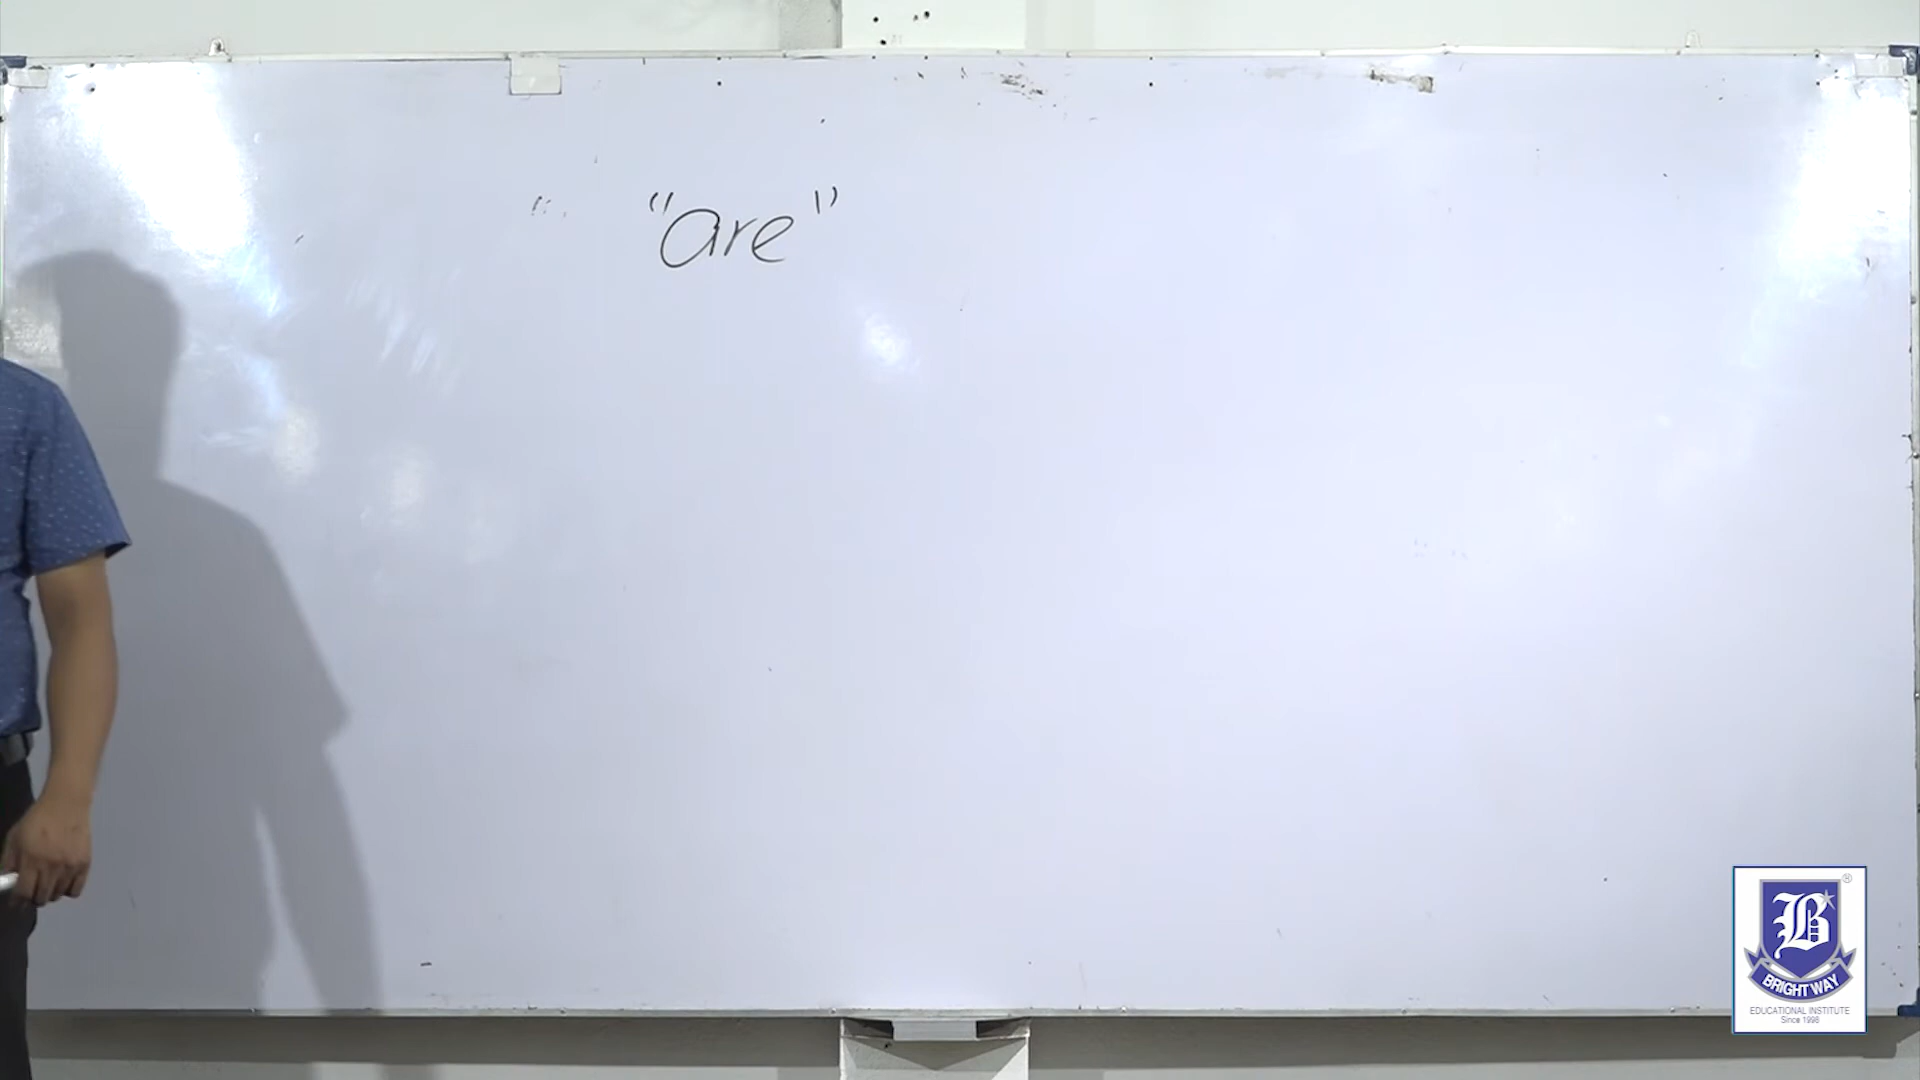 "are"
B
BRIGHT WAY
EDUCATIONAL INSTITUTE
Since 1998